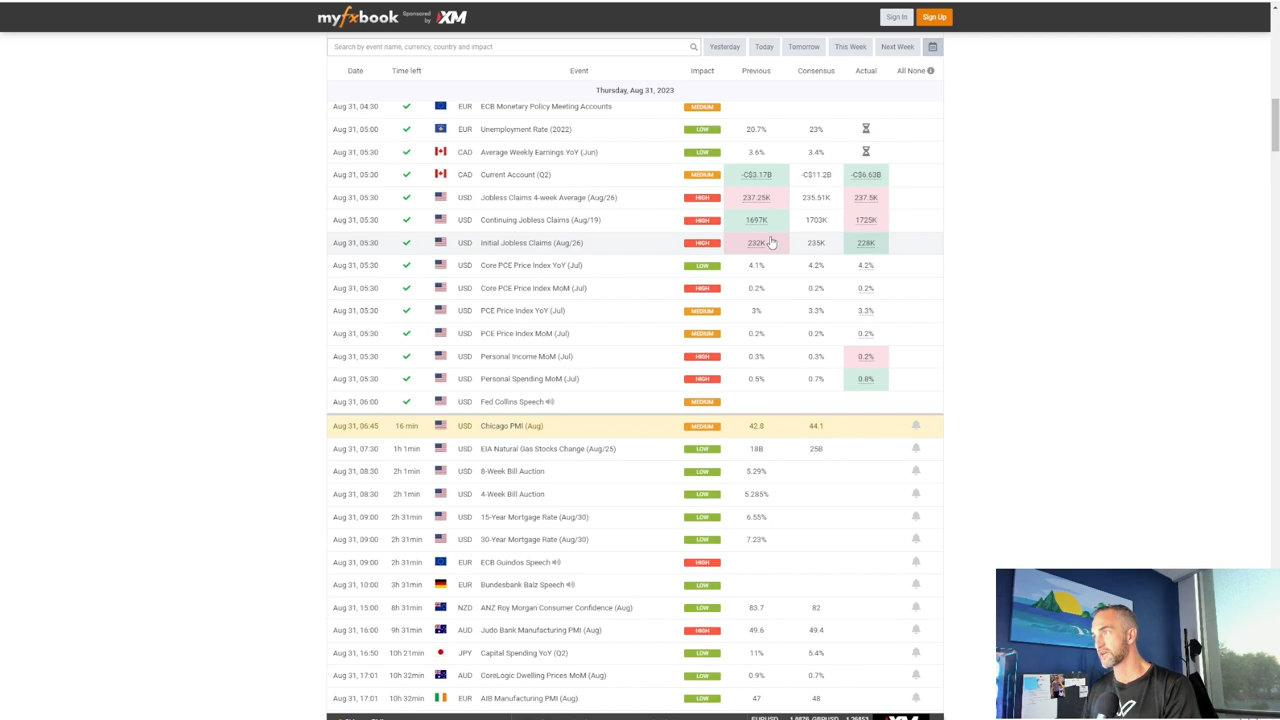 myfxbook Sponsored by XM Sign In Sign Up
Search by event name, currency, country and impact Yesterday Today Tomorrow This Week Next Week
Date Time left Event Impact Previous Consensus Actual All None
Thursday, Aug 31, 2023
Aug 31, 04:30 EUR ECB Monetary Policy Meeting Accounts MEDIUM
Aug 31, 05:00 EUR Unemployment Rate (2022) LOW 20.7% 23%
Aug 31, 05:30 CAD Average Weekly Earnings YoY (Jun) LOW 3.6% 3.4%
Aug 31, 05:30 CAD Current Account (Q2) MEDIUM -C$3.17B -C$11.2B -C$6.63B
Aug 31, 05:30 USD Jobless Claims 4-week Average (Aug/26) HIGH 237.25K 235.51K 237.5K
Aug 31, 05:30 USD Continuing Jobless Claims (Aug/19) HIGH 1697K 1703K 1725K
Aug 31, 05:30 USD Initial Jobless Claims (Aug/26) HIGH 232K 235K 228K
Aug 31, 05:30 USD Core PCE Price Index YoY (Jul) LOW 4.1% 4.2% 4.2%
Aug 31, 05:30 USD Core PCE Price Index MoM (Jul) HIGH 0.2% 0.2% 0.2%
Aug 31, 05:30 USD PCE Price Index YoY (Jul) MEDIUM 3% 3.3% 3.3%
Aug 31, 05:30 USD PCE Price Index MoM (Jul) MEDIUM 0.2% 0.2% 0.2%
Aug 31, 05:30 USD Personal Income MoM (Jul) HIGH 0.3% 0.3% 0.2%
Aug 31, 05:30 USD Personal Spending MoM (Jul) HIGH 0.5% 0.7% 0.8%
Aug 31, 06:00 USD Fed Collins Speech MEDIUM
Aug 31, 06:45 16 min USD Chicago PMI (Aug) MEDIUM 42.8 44.1
Aug 31, 07:30 1h 1min USD EIA Natural Gas Stocks Change (Aug/25) LOW 18B 25B
Aug 31, 08:30 2h 1min USD 8-Week Bill Auction LOW 5.29%
Aug 31, 08:30 2h 1min USD 4-Week Bill Auction LOW 5.285%
Aug 31, 09:00 2h 31min USD 15-Year Mortgage Rate (Aug/30) LOW 6.55%
Aug 31, 09:00 2h 31min USD 30-Year Mortgage Rate (Aug/30) LOW 7.23%
Aug 31, 09:00 2h 31min EUR ECB Guindos Speech HIGH
Aug 31, 10:00 3h 31min EUR Bundesbank Balz Speech LOW
Aug 31, 15:00 8h 31min NZD ANZ Roy Morgan Consumer Confidence (Aug) LOW 83.7 82
Aug 31, 16:00 9h 31min AUD Judo Bank Manufacturing PMI (Aug) HIGH 49.6 49.4
Aug 31, 16:50 10h 21min JPY Capital Spending YoY (Q2) LOW 11% 5.4%
Aug 31, 17:01 10h 32min AUD CoreLogic Dwelling Prices MoM (Aug) LOW 0.9% 0.7%
Aug 31, 17:01 10h 32min EUR AIB Manufacturing PMI (Aug) LOW 47 48
EURUSD 1.0876 GBPUSD 1.26853 XM